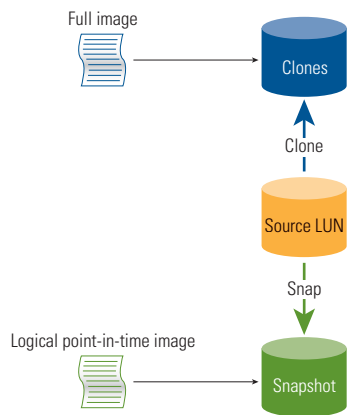 Full image
Clones
Clone
Source LUN
Snap
Logical point-in-time image
Snapshot